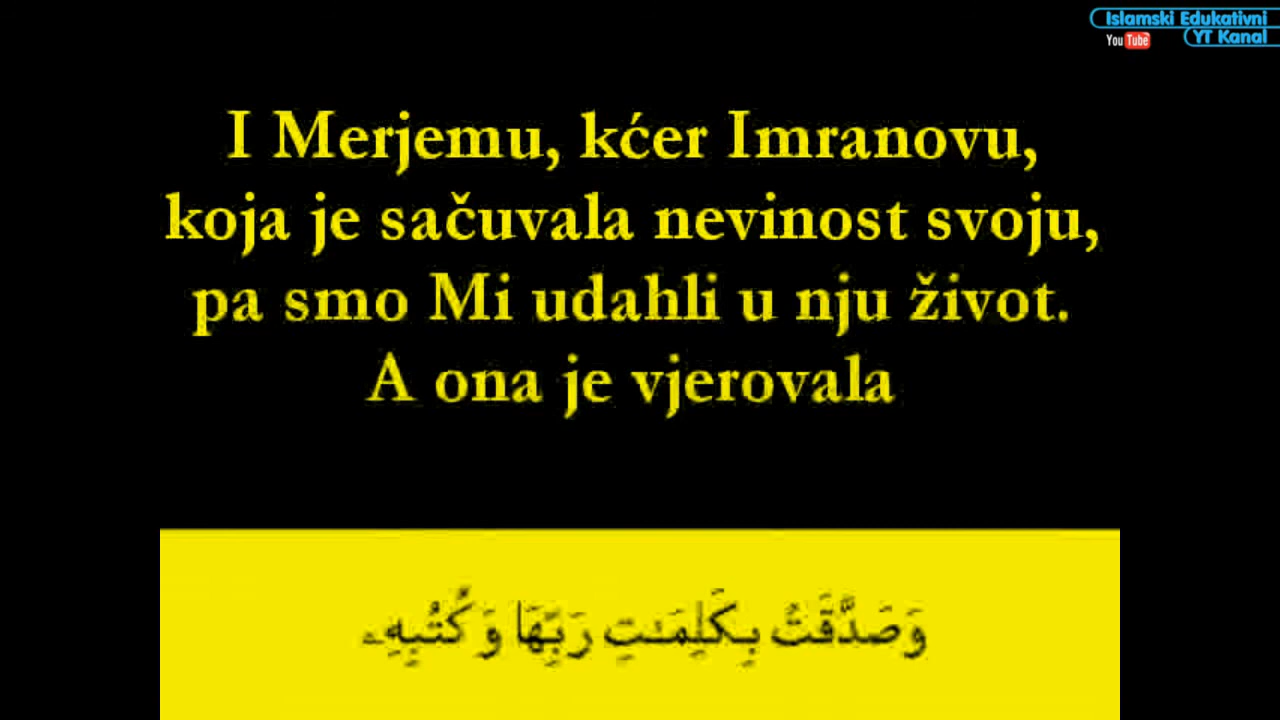 Islamski Edukativni
YouTube YT Kanal
I Merjemu, kćer Imranovu,
koja je sačuvala nevinost svoju,
pa smo Mi udahli u nju život.
A ona je vjerovala
وَصَدَّقَتْ بِكَلِمَـٰتِ رَبِّهَا وَكُتُبِهِۦ